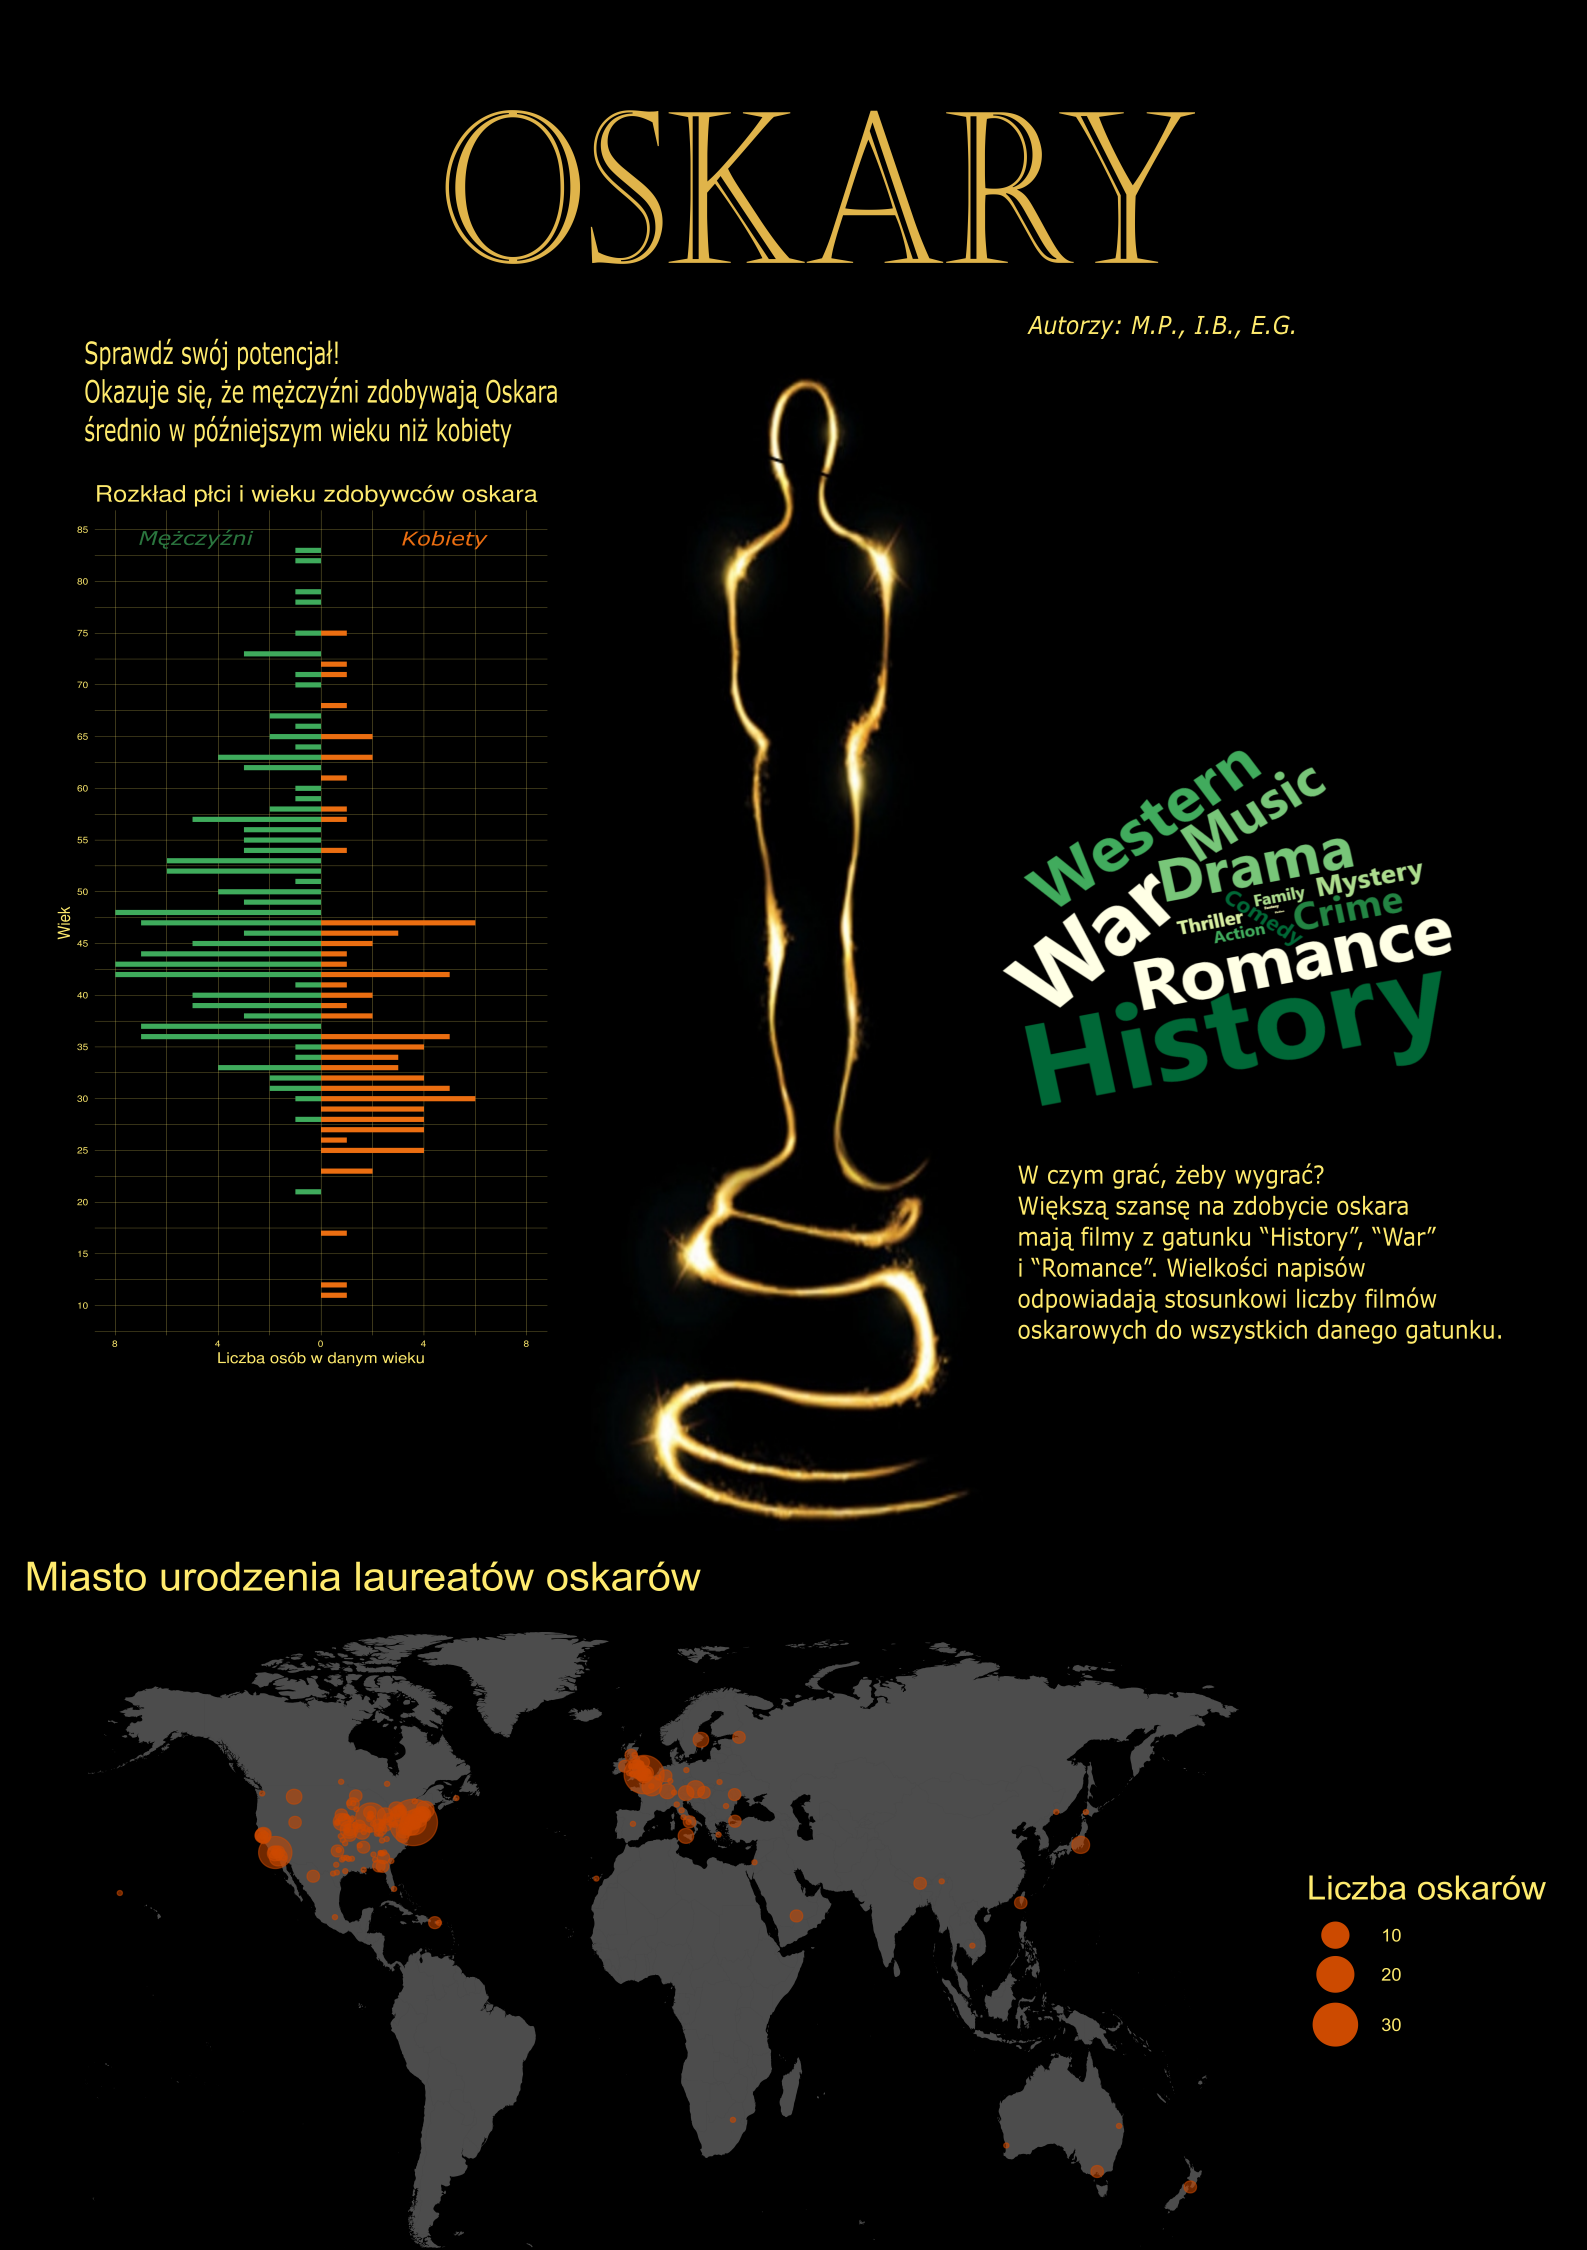 OSKARY
Autorzy: M.P., I.B., E.G.
Sprawdź swój potencjał!
Okazuje się, że mężczyźni zdobywają Oskara
średnio w późniejszym wieku niż kobiety
Rozkład płci i wieku zdobywców oskara
Mężczyźni
Kobiety
85
80
75
70
65
60
55
50
45
40
35
30
25
20
15
10
Wiek
8 4 0 4 8
Liczba osób w danym wieku
Western
Music
Drama
War
Mystery
Family
Comedy
Crime
Thriller
Action
Romance
History
W czym grać, żeby wygrać?
Większą szansę na zdobycie oskara
mają filmy z gatunku “History”, “War”
i “Romance”. Wielkości napisów
odpowiadają stosunkowi liczby filmów
oskarowych do wszystkich danego gatunku.
Miasto urodzenia laureatów oskarów
Liczba oskarów
10
20
30